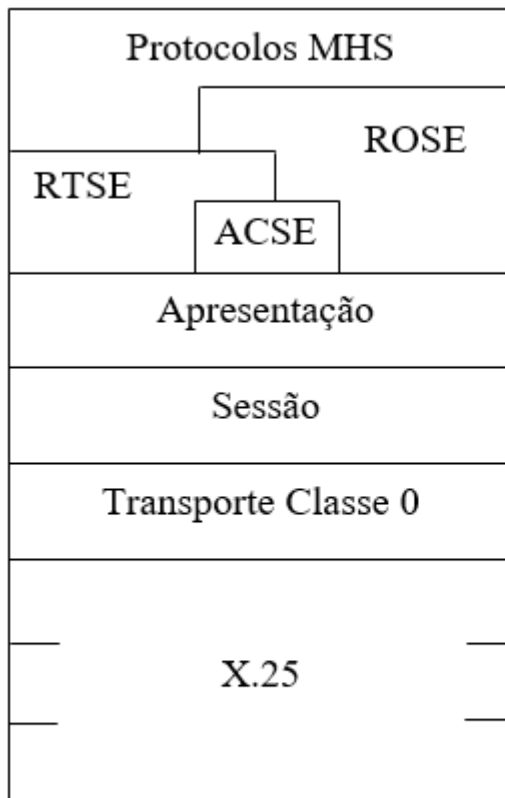 Protocolos MHS
ROSE
RTSE
ACSE
Apresentação
Sessão
Transporte Classe 0
X.25